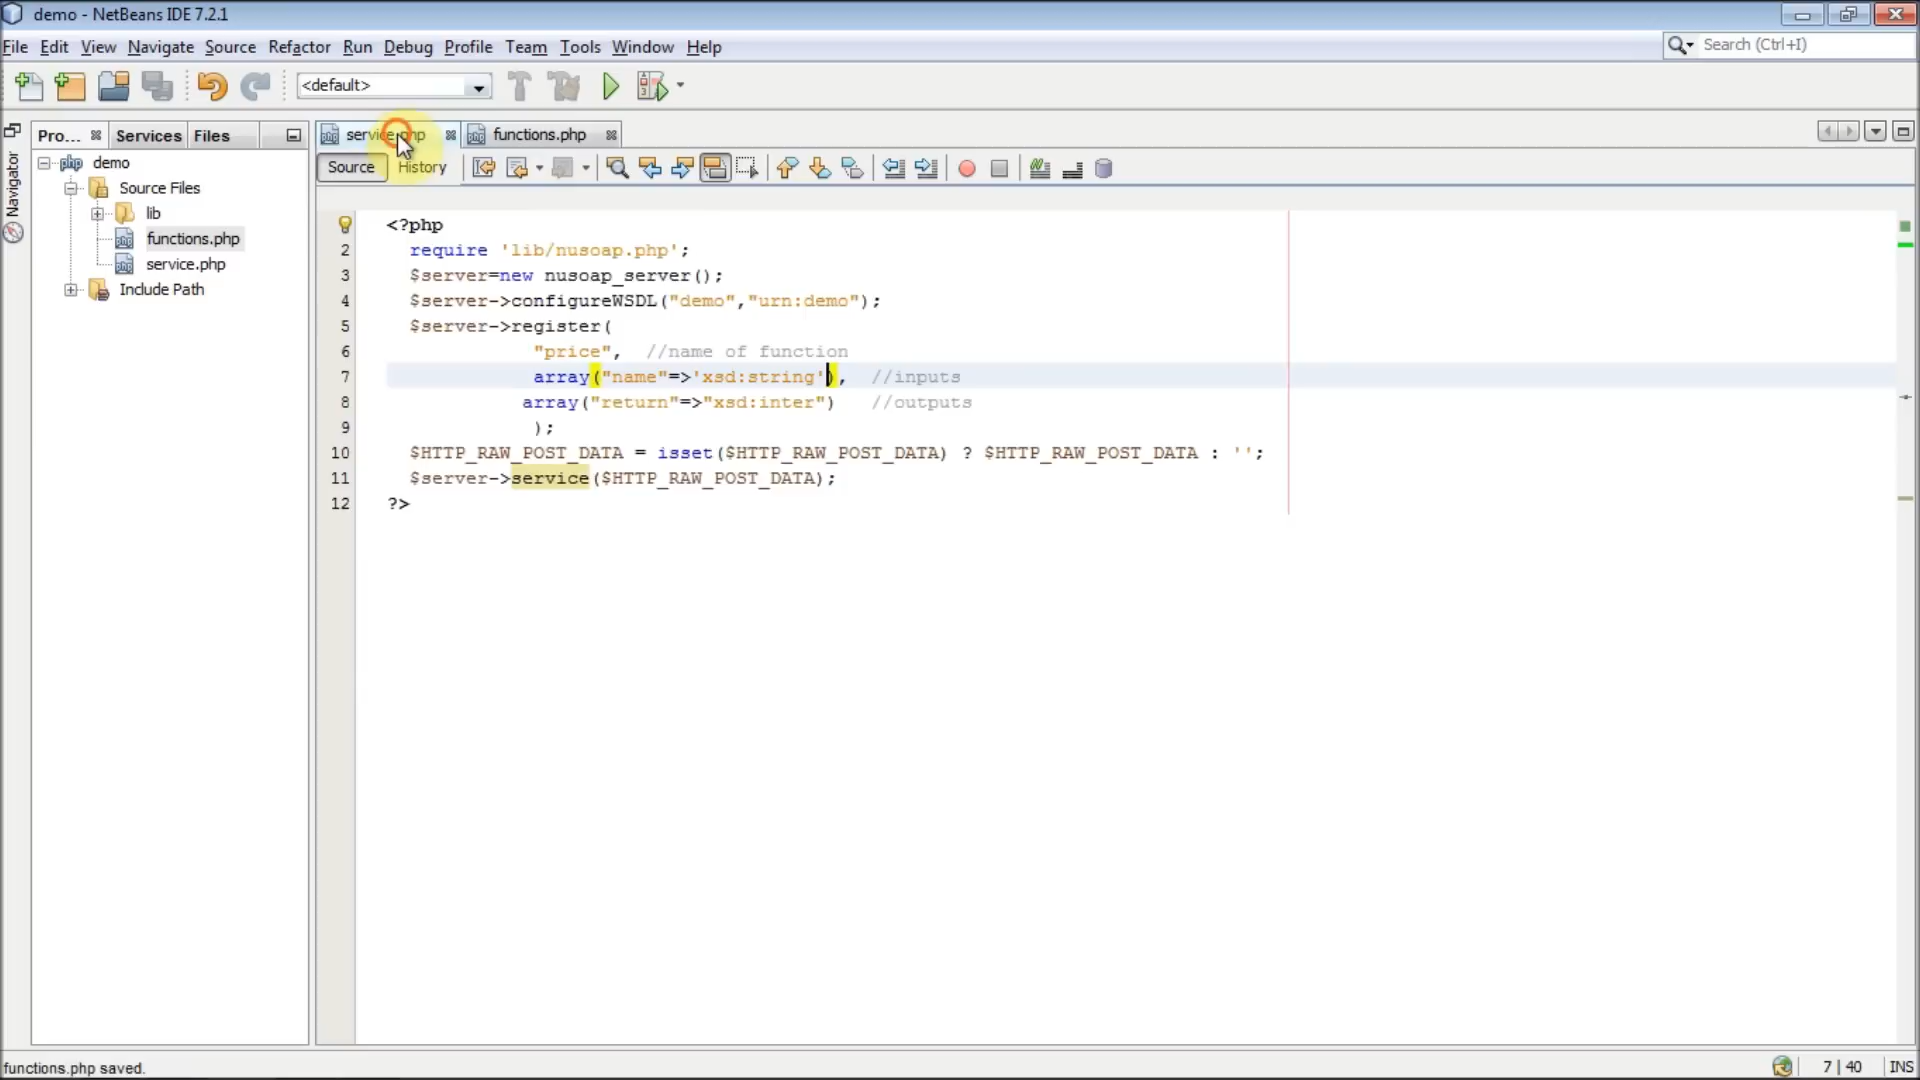 demo - NetBeans IDE 7.2.1
File Edit View Navigate Source Refactor Run Debug Profile Team Tools Window Help
Search (Ctrl+I)
<default>
Pro... Services Files
service.php functions.php
Source History
Navigator
demo
Source Files
lib
functions.php
service.php
Include Path
<?php
2 require 'lib/nusoap.php';
3 $server=new nusoap_server();
4 $server->configureWSDL("demo","urn:demo");
5 $server->register(
6 "price", //name of function
7 array("name"=>'xsd:string'), //inputs
8 array("return"=>"xsd:inter") //outputs
9 );
10 $HTTP_RAW_POST_DATA = isset($HTTP_RAW_POST_DATA) ? $HTTP_RAW_POST_DATA : '';
11 $server->service($HTTP_RAW_POST_DATA);
12 ?>
functions.php saved.
7 | 40 INS